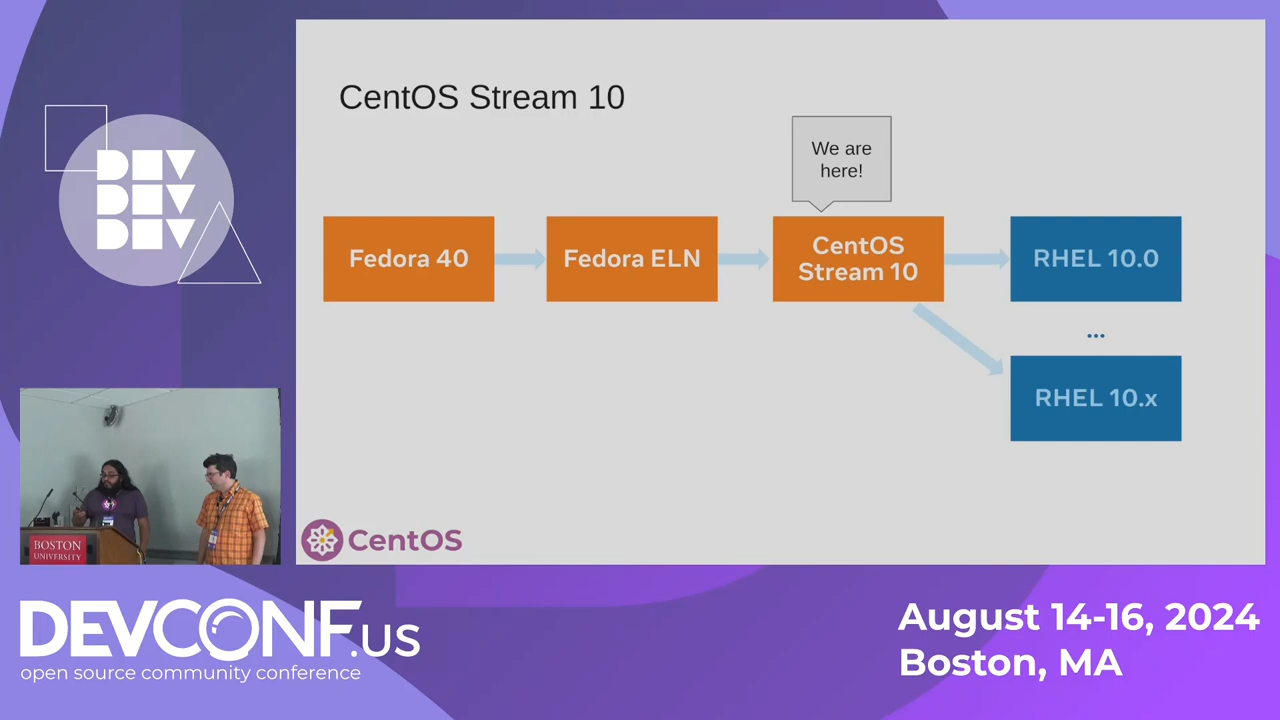 CentOS Stream 10
We are
here!
Fedora 40
Fedora ELN
CentOS
Stream 10
RHEL 10.0
...
RHEL 10.x
CentOS
DEV
DEV
DEV
BOSTON
UNIVERSITY
DEVCONF.us
open source community conference
August 14-16, 2024
Boston, MA